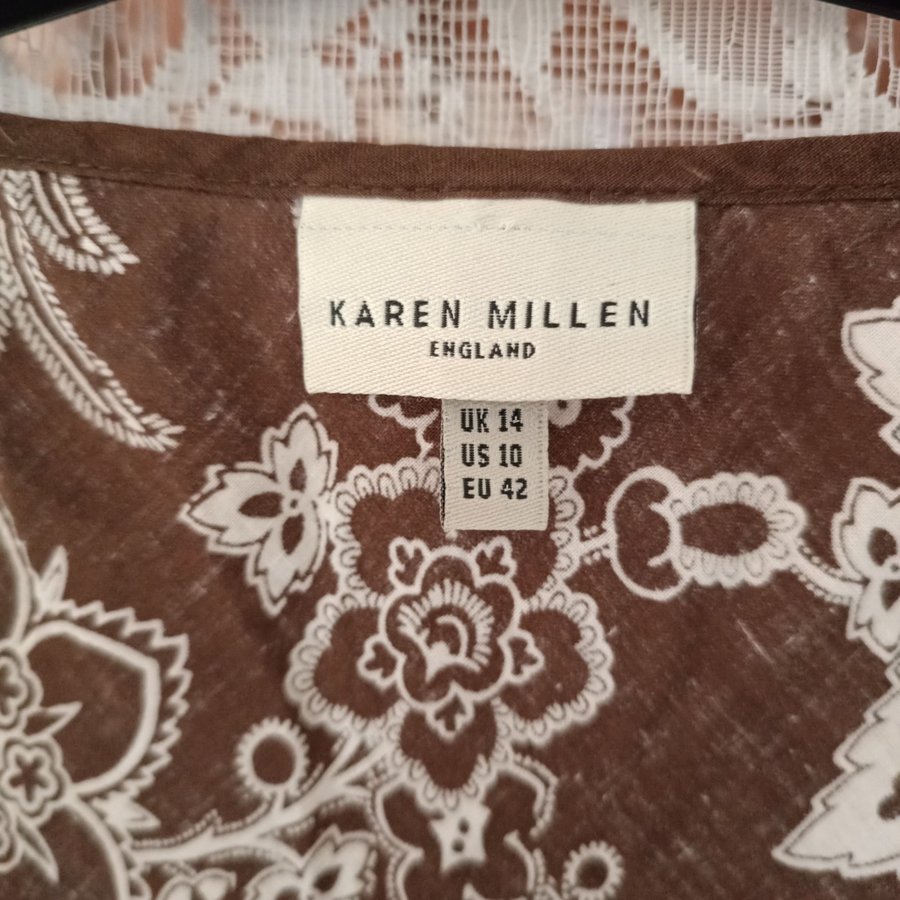 KAREN MILLEN
ENGLAND
UK 14
US 10
EU 42